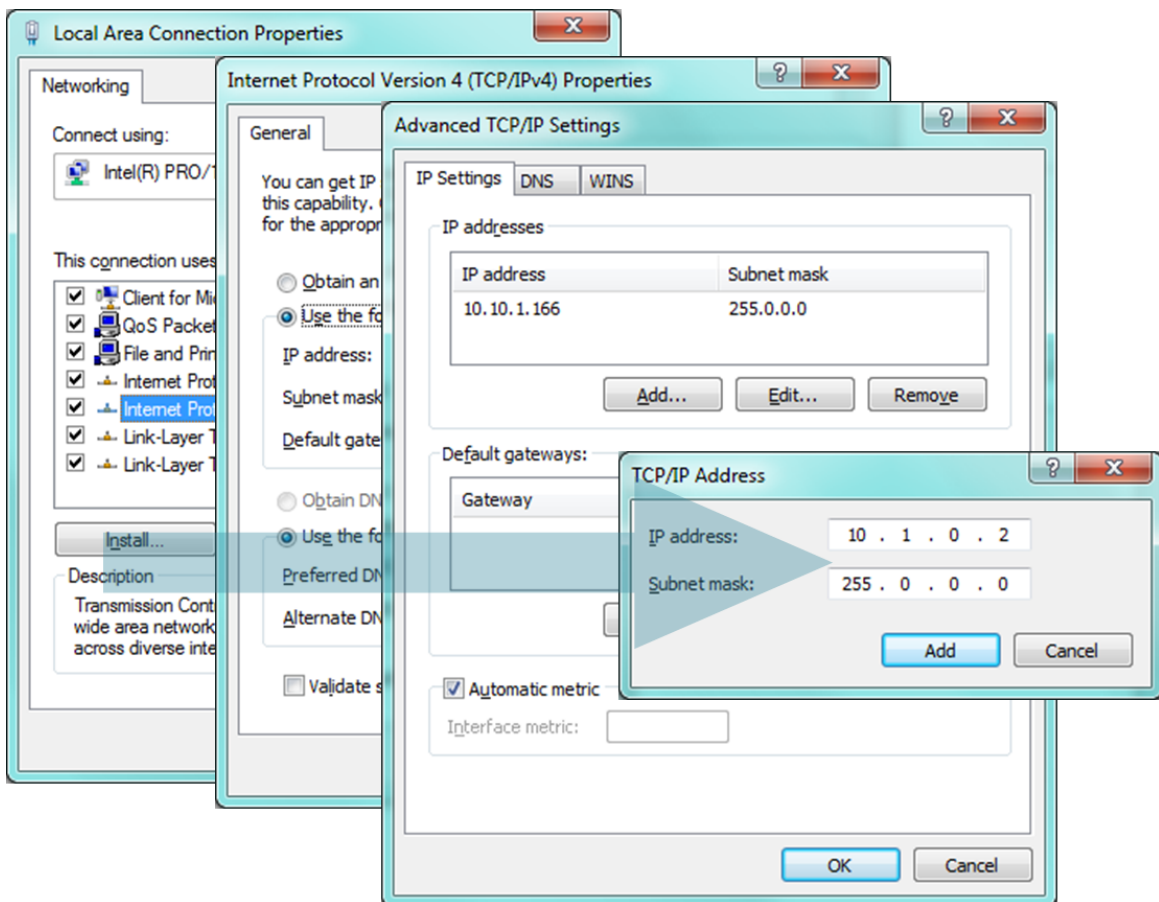 Local Area Connection Properties
Networking
Connect using:
Intel(R) PRO/1
This connection uses
Client for Mi
QoS Packet
File and Prin
Internet Prot
Internet Prot
Link-Layer T
Link-Layer T
Install...
Description
Transmission Cont
wide area network
across diverse inte
Internet Protocol Version 4 (TCP/IPv4) Properties
General
You can get IP
this capability.
for the appropr
Obtain an
Use the fo
IP address:
Subnet mask
Default gate
Obtain DN
Use the fo
Preferred DN
Alternate DN
Validate s
Advanced TCP/IP Settings
IP Settings DNS WINS
IP addresses
IP address Subnet mask
10.10.1.166 255.0.0.0
Add... Edit... Remove
Default gateways:
Gateway
Automatic metric
Interface metric:
OK Cancel
TCP/IP Address
IP address: 10 . 1 . 0 . 2
Subnet mask: 255 . 0 . 0 . 0
Add Cancel